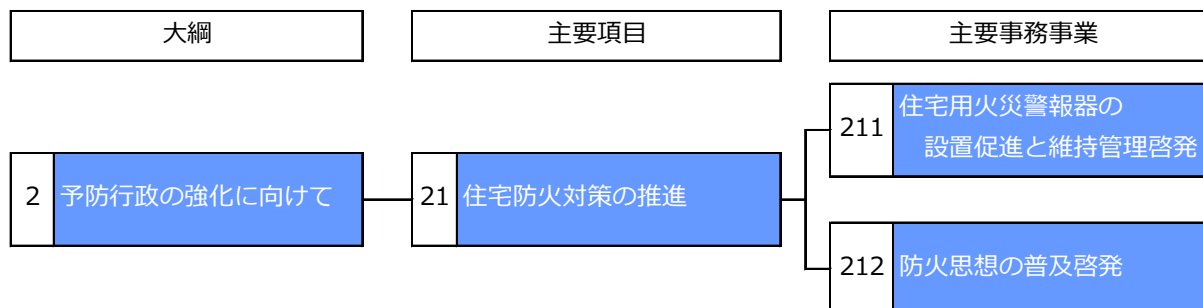 大綱
主要項目
主要事務事業
2 予防行政の強化に向けて
21 住宅防火対策の推進
211 住宅用火災警報器の
設置促進と維持管理啓発
212 防火思想の普及啓発